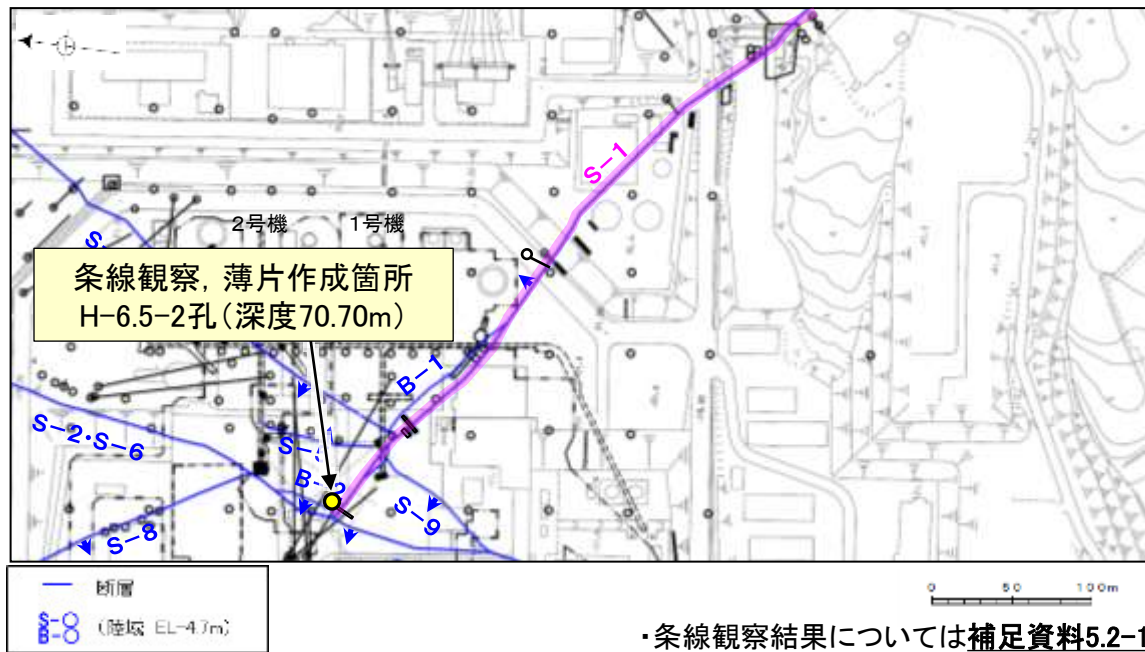 S-1
2号機
1号機
条線観察, 薄片作成箇所
H-6.5-2孔(深度70.70m)
B-1
S-2・S-6
S-9
S-8
断層
S-○
B-○
(陸域 EL-4.7m)
0 50 100m
・条線観察結果については補足資料5.2-1